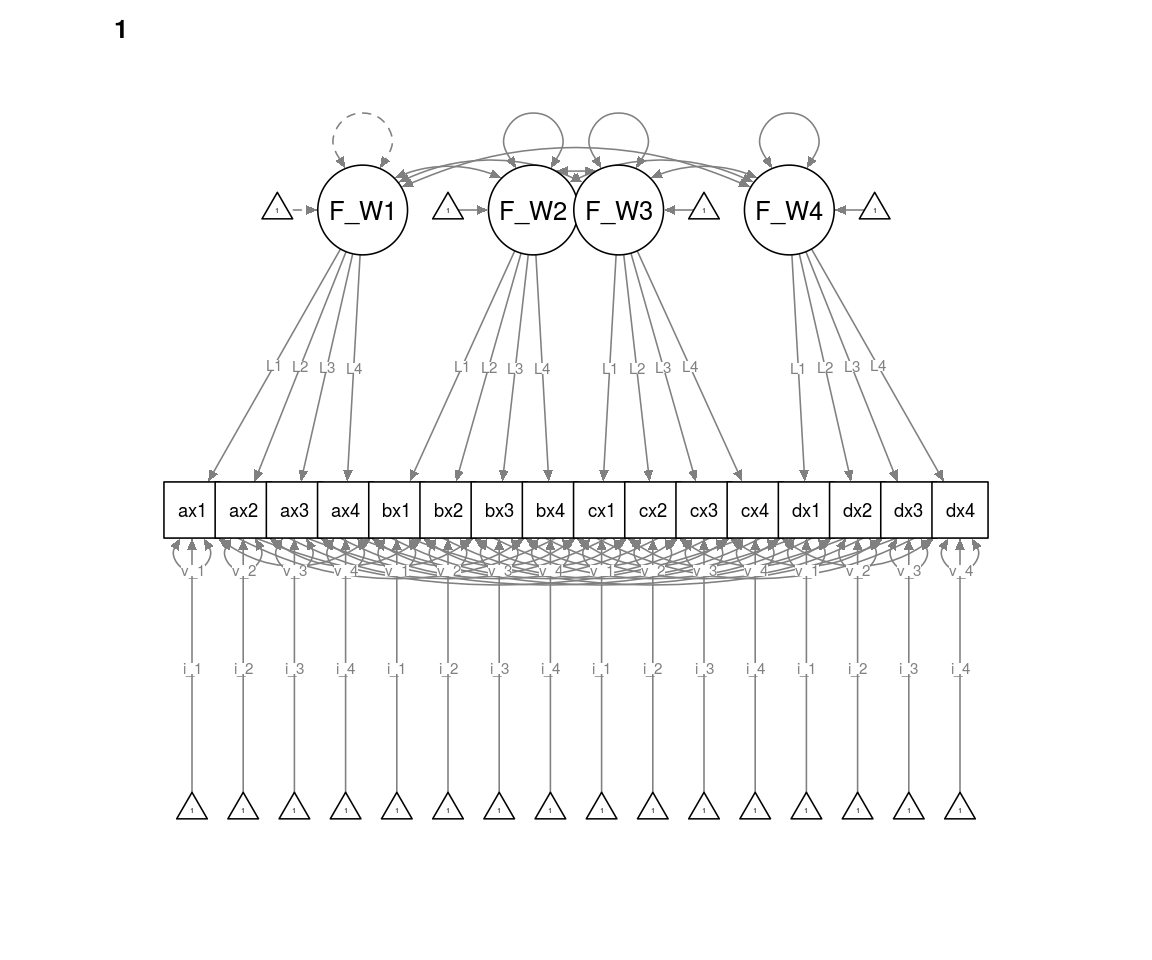 1
F_W1 F_W2 F_W3 F_W4
1 1 1 1
L1 L2 L3 L4 L1 L2 L3 L4 L1 L2 L3 L4 L1 L2 L3 L4
ax1 ax2 ax3 ax4 bx1 bx2 bx3 bx4 cx1 cx2 cx3 cx4 dx1 dx2 dx3 dx4
v_1 v_2 v_3 v_4 v_1 v_2 v_3 v_4 v_1 v_2 v_3 v_4 v_1 v_2 v_3 v_4
i_1 i_2 i_3 i_4 i_1 i_2 i_3 i_4 i_1 i_2 i_3 i_4 i_1 i_2 i_3 i_4
1 1 1 1 1 1 1 1 1 1 1 1 1 1 1 1